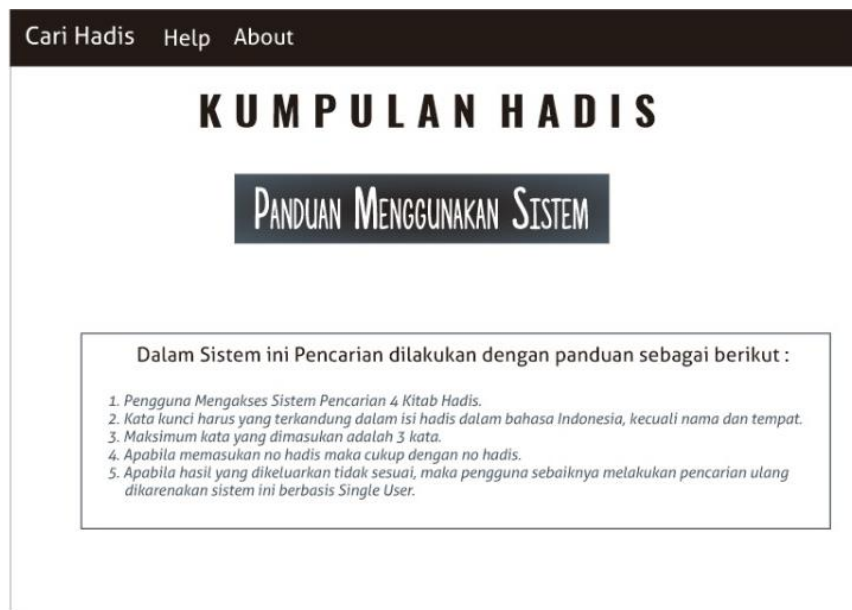 Cari Hadis Help About
KUMPULAN HADIS
PANDUAN MENGGUNAKAN SISTEM
Dalam Sistem ini Pencarian dilakukan dengan panduan sebagai berikut :
1. Pengguna Mengakses Sistem Pencarian 4 Kitab Hadis.
2. Kata kunci harus yang terkandung dalam isi hadis dalam bahasa Indonesia, kecuali nama dan tempat.
3. Maksimum kata yang dimasukan adalah 3 kata.
4. Apabila memasukan no hadis maka cukup dengan no hadis.
5. Apabila hasil yang dikeluarkan tidak sesuai, maka pengguna sebaiknya melakukan pencarian ulang
dikarenakan sistem ini berbasis Single User.